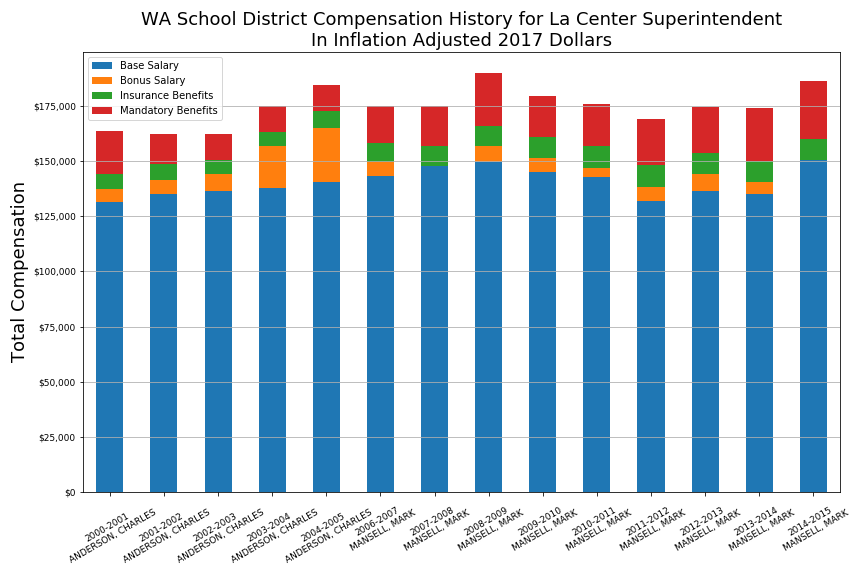 WA School District Compensation History for La Center Superintendent
In Inflation Adjusted 2017 Dollars
Base Salary
Bonus Salary
Insurance Benefits
Mandatory Benefits
Total Compensation
$175,000
$150,000
$125,000
$100,000
$75,000
$50,000
$25,000
$0
2000-2001
ANDERSON, CHARLES
2001-2002
ANDERSON, CHARLES
2002-2003
ANDERSON, CHARLES
2003-2004
ANDERSON, CHARLES
2004-2005
ANDERSON, CHARLES
2006-2007
MANSELL, MARK
2007-2008
MANSELL, MARK
2008-2009
MANSELL, MARK
2009-2010
MANSELL, MARK
2010-2011
MANSELL, MARK
2011-2012
MANSELL, MARK
2012-2013
MANSELL, MARK
2013-2014
MANSELL, MARK
2014-2015
MANSELL, MARK